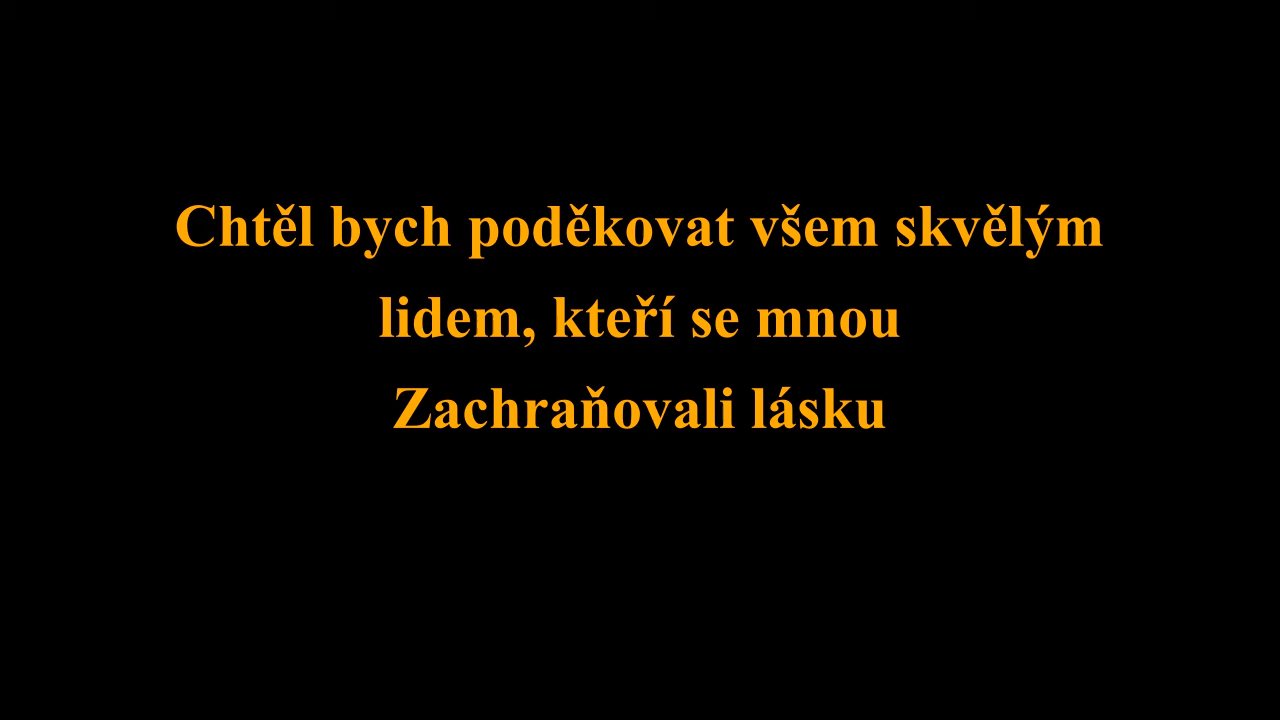 Chtěl bych poděkovat všem skvělým
lidem, kteří se mnou
Zachraňovali lásku